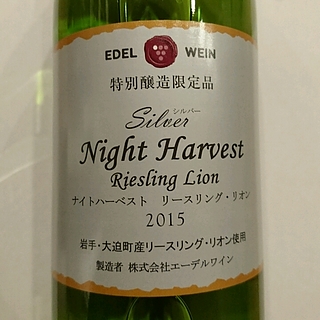 EDEL WEIN
特別醸造限定品
シルバー
Silver
Night Harvest
Riesling Lion
ナイトハーベスト リースリング・リオン
2015
岩手・大迫町産リースリング・リオン使用
製造者 株式会社エーデルワイン